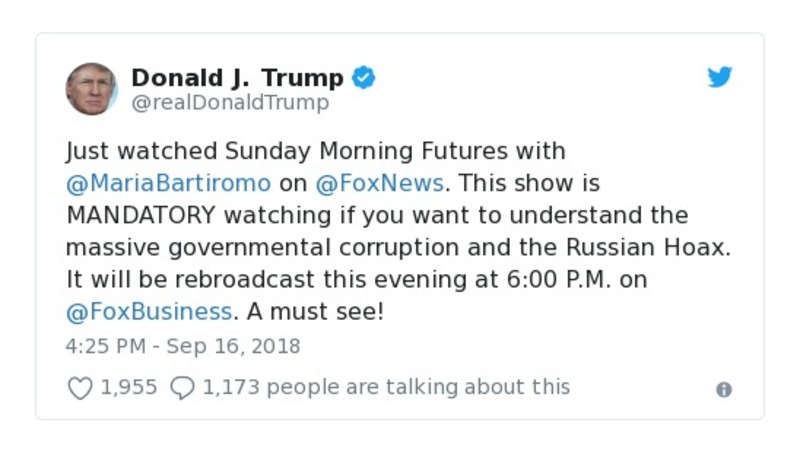 Donald J. Trump
@realDonaldTrump
Just watched Sunday Morning Futures with
@MariaBartiromo on @FoxNews. This show is
MANDATORY watching if you want to understand the
massive governmental corruption and the Russian Hoax.
It will be rebroadcast this evening at 6:00 P.M. on
@FoxBusiness. A must see!
4:25 PM - Sep 16, 2018
1,955 1,173 people are talking about this